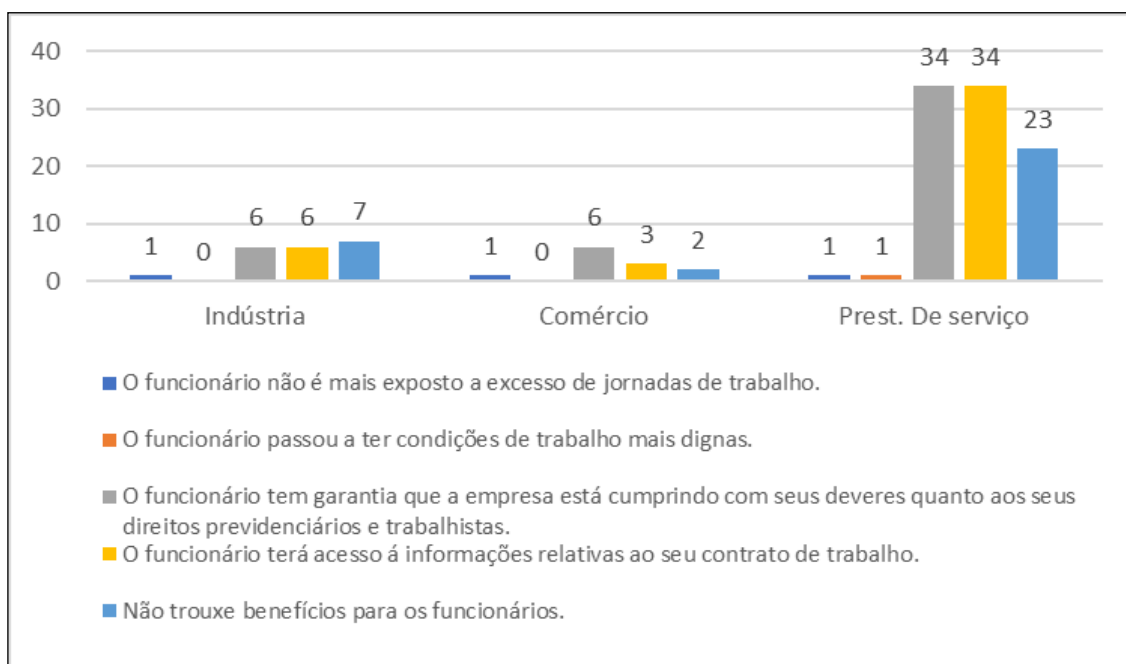 40
30
20
10
0
1
0
6
6
7
1
0
6
3
2
1
1
34
34
23
Indústria
Comércio
Prest. De serviço
O funcionário não é mais exposto a excesso de jornadas de trabalho.
O funcionário passou a ter condições de trabalho mais dignas.
O funcionário tem garantia que a empresa está cumprindo com seus deveres quanto aos seus
direitos previdenciários e trabalhistas.
O funcionário terá acesso á informações relativas ao seu contrato de trabalho.
Não trouxe benefícios para os funcionários.